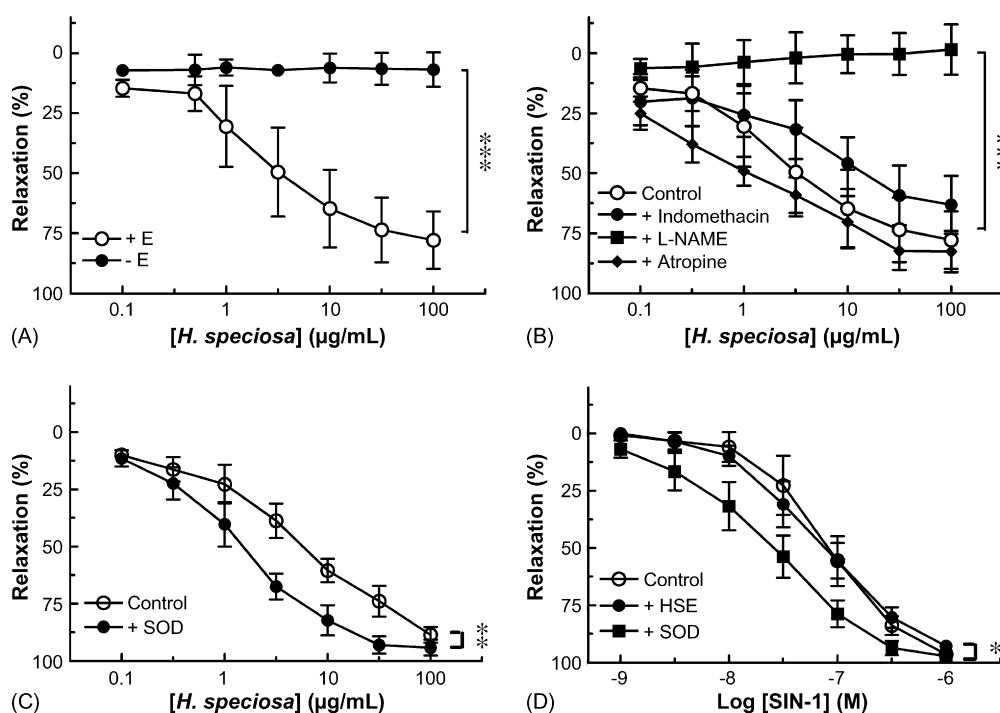 0
25
50
75
100
Relaxation (%)
+ E
- E
***
0.1 1 10 100
(A) [H. speciosa] (µg/mL)
0
25
50
75
100
Relaxation (%)
Control
+ Indomethacin
+ L-NAME
+ Atropine
***
0.1 1 10 100
(B) [H. speciosa] (µg/mL)
0
25
50
75
100
Relaxation (%)
Control
+ SOD
**
0.1 1 10 100
(C) [H. speciosa] (µg/mL)
0
25
50
75
100
Relaxation (%)
Control
+ HSE
+ SOD
*
-9 -8 -7 -6
(D) Log [SIN-1] (M)